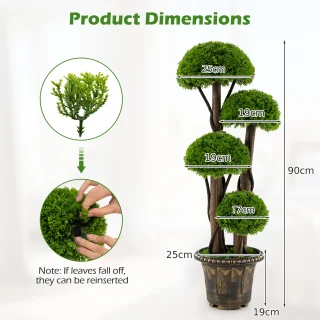 Product Dimensions
25cm
19cm
19cm
17cm
90cm
25cm
19cm
Note: If leaves fall off,
they can be reinserted